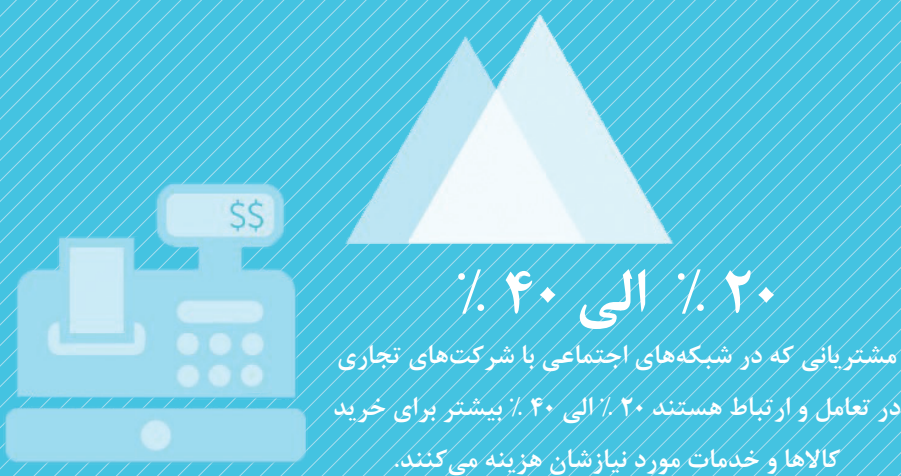 $$
۲۰ ٪ الی ۴۰ ٪
مشتریانی که در شبکه‌های اجتماعی با شرکت‌های تجاری
در تعامل و ارتباط هستند ۲۰ ٪ الی ۴۰ ٪ بیشتر برای خرید
کالاها و خدمات مورد نیازشان هزینه می‌کنند.